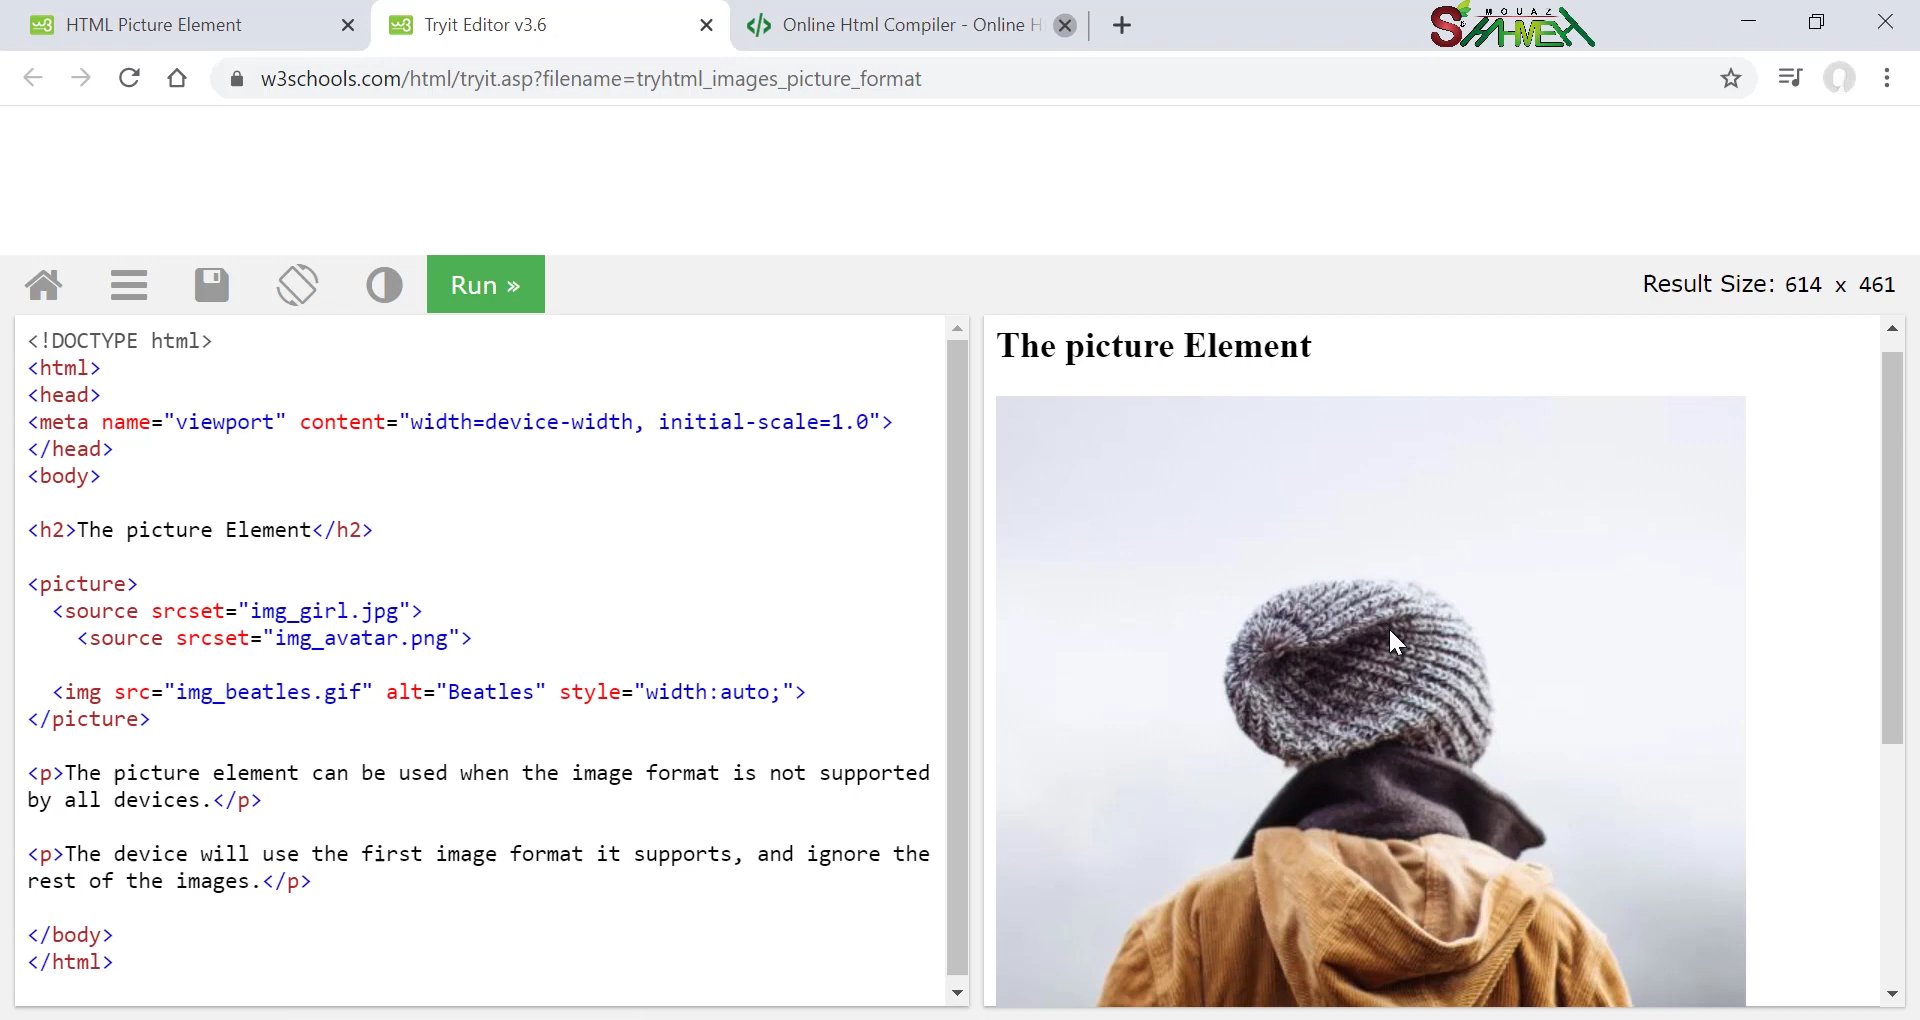 HTML Picture Element
Tryit Editor v3.6
Online Html Compiler - Online H
MOUAZ
S&SHAHMEER
w3schools.com/html/tryit.asp?filename=tryhtml_images_picture_format
Run »
Result Size: 614 x 461
<!DOCTYPE html>
<html>
<head>
<meta name="viewport" content="width=device-width, initial-scale=1.0">
</head>
<body>
<h2>The picture Element</h2>
<picture>
<source srcset="img_girl.jpg">
<source srcset="img_avatar.png">
<img src="img_beatles.gif" alt="Beatles" style="width:auto;">
</picture>
<p>The picture element can be used when the image format is not supported
by all devices.</p>
<p>The device will use the first image format it supports, and ignore the
rest of the images.</p>
</body>
</html>
The picture Element